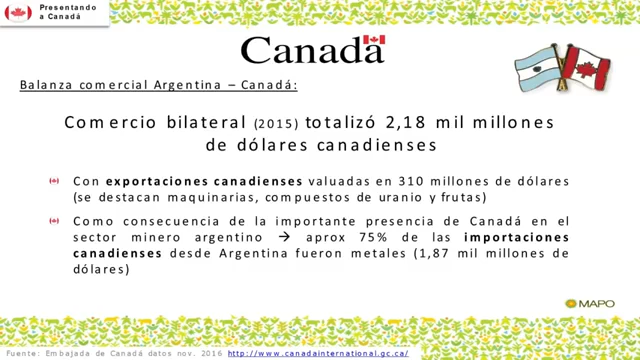 Presentando
a Canadá
Canada
Balanza comercial Argentina – Canadá:
Comercio bilateral (2015) totalizó 2,18 mil millones
de dólares canadienses
Con exportaciones canadienses valuadas en 310 millones de dólares
(se destacan maquinarias, compuestos de uranio y frutas)
Como consecuencia de la importante presencia de Canadá en el
sector minero argentino → aprox 75% de las importaciones
canadienses desde Argentina fueron metales (1,87 mil millones de
dólares)
MAPO
Fuente: Embajada de Canadá datos nov. 2016 http://www.canadainternational.gc.ca/